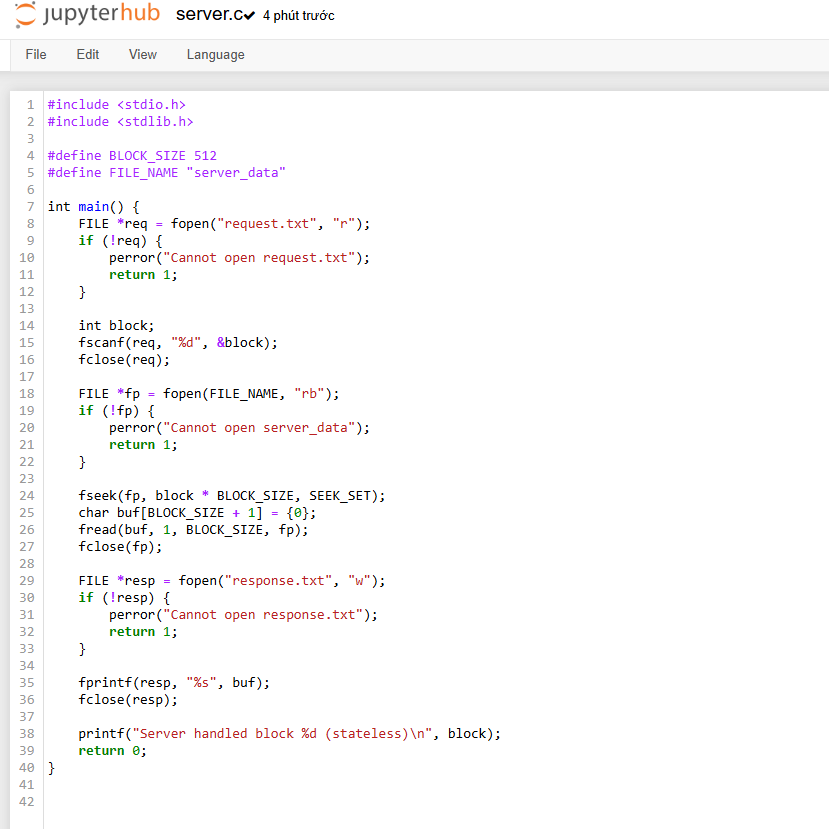 jupyterhub server.c✔ 4 phút trước
File Edit View Language
1 #include <stdio.h>
2 #include <stdlib.h>
3
4 #define BLOCK_SIZE 512
5 #define FILE_NAME "server_data"
6
7 int main() {
8     FILE *req = fopen("request.txt", "r");
9     if (!req) {
10         perror("Cannot open request.txt");
11         return 1;
12     }
13
14     int block;
15     fscanf(req, "%d", &block);
16     fclose(req);
17
18     FILE *fp = fopen(FILE_NAME, "rb");
19     if (!fp) {
20         perror("Cannot open server_data");
21         return 1;
22     }
23
24     fseek(fp, block * BLOCK_SIZE, SEEK_SET);
25     char buf[BLOCK_SIZE + 1] = {0};
26     fread(buf, 1, BLOCK_SIZE, fp);
27     fclose(fp);
28
29     FILE *resp = fopen("response.txt", "w");
30     if (!resp) {
31         perror("Cannot open response.txt");
32         return 1;
33     }
34
35     fprintf(resp, "%s", buf);
36     fclose(resp);
37
38     printf("Server handled block %d (stateless)\n", block);
39     return 0;
40 }
41
42